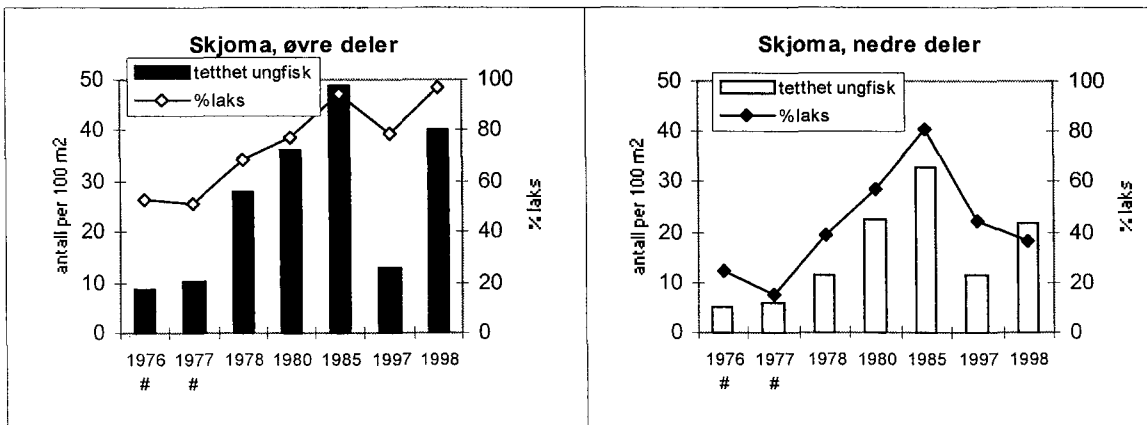 Skjoma, øvre deler
tetthet ungfisk
%laks
antall per 100 m2
50
40
30
20
10
0
% laks
100
80
60
40
20
0
1976 1977 1978 1980 1985 1997 1998
# #
Skjoma, nedre deler
tetthet ungfisk
%laks
antall per 100 m2
50
40
30
20
10
0
% laks
100
80
60
40
20
0
1976 1977 1978 1980 1985 1997 1998
# #